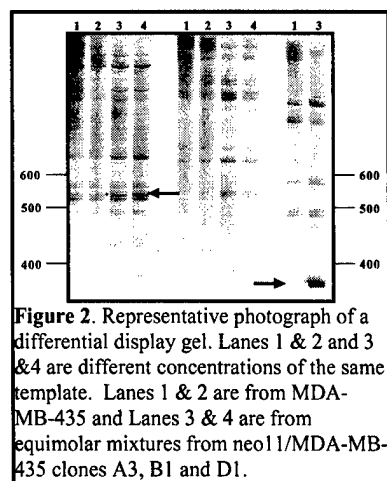 1 2 3 4 1 2 3 4 1 3
600 600
500 500
400 400
Figure 2. Representative photograph of a
differential display gel. Lanes 1 & 2 and 3
&4 are different concentrations of the same
template. Lanes 1 & 2 are from MDA-
MB-435 and Lanes 3 & 4 are from
equimolar mixtures from neo11/MDA-MB-
435 clones A3, B1 and D1.